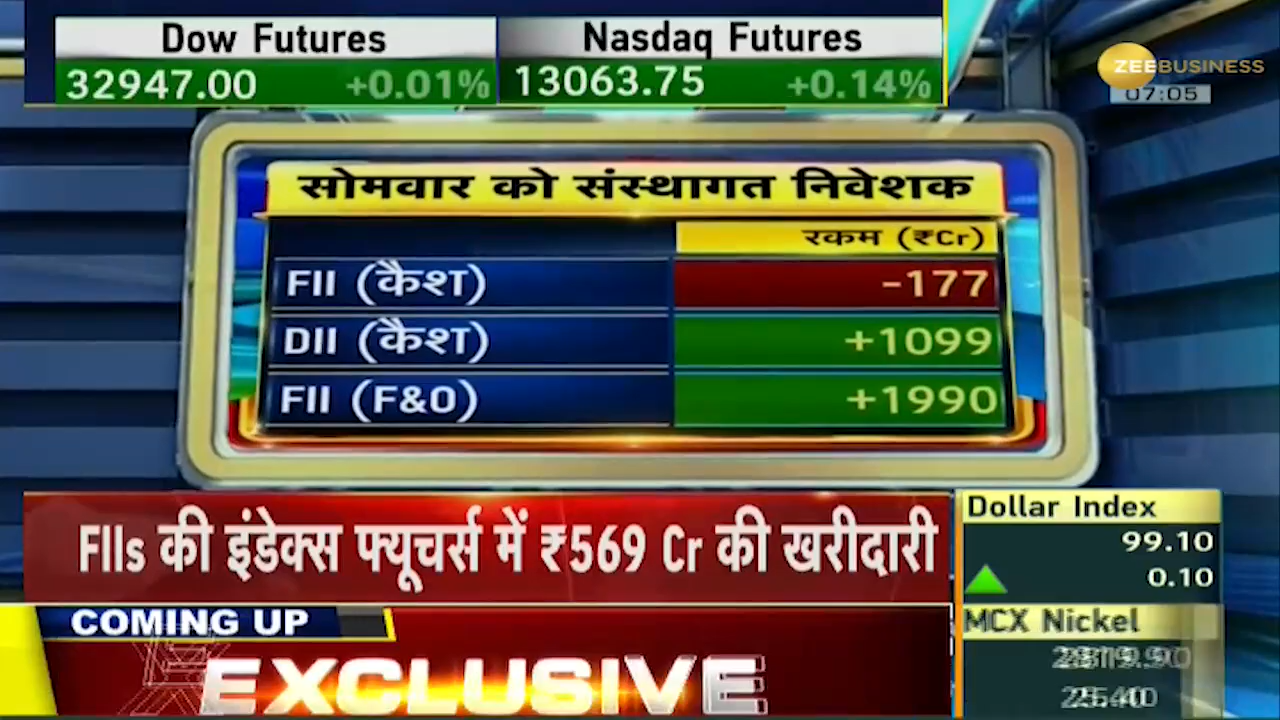 Dow Futures
32947.00 +0.01%
Nasdaq Futures
13063.75 +0.14%
ZEEBUSINESS
07:05
सोमवार को संस्थागत निवेशक
रकम (₹Cr)
FII (कैश) -177
DII (कैश) +1099
FII (F&O) +1990
FIIs की इंडेक्स फ्यूचर्स में ₹569 Cr की खरीदारी
COMING UP
EXCLUSIVE
Dollar Index
99.10
0.10
MCX Nickel